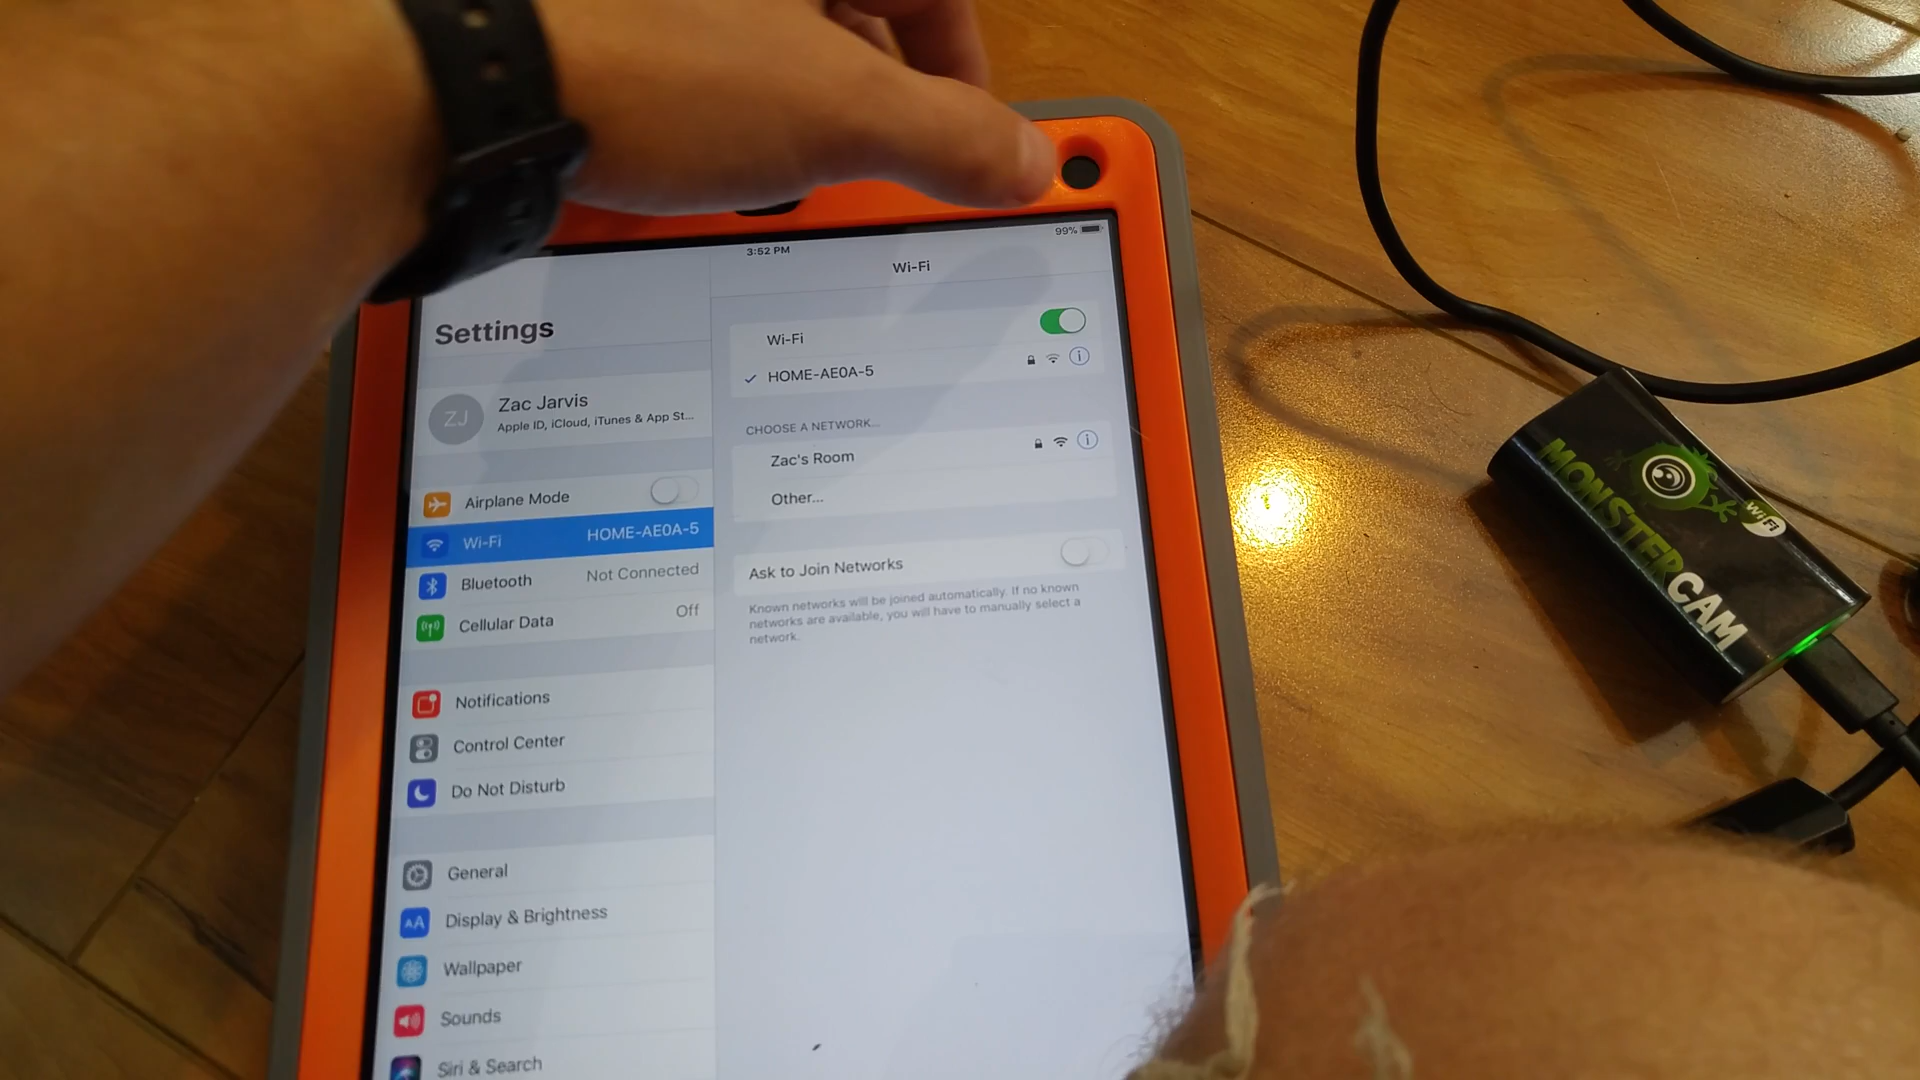 3:52 PM
99%
Settings
ZJ
Zac Jarvis
Apple ID, iCloud, iTunes & App St...
Airplane Mode
Wi-Fi HOME-AE0A-5
Bluetooth Not Connected
Cellular Data Off
Notifications
Control Center
Do Not Disturb
General
AA Display & Brightness
Wallpaper
Sounds
Siri & Search
Wi-Fi
Wi-Fi
HOME-AE0A-5
CHOOSE A NETWORK...
Zac's Room
Other...
Ask to Join Networks
Known networks will be joined automatically. If no known
networks are available, you will have to manually select a
network.
MONSTERCAM
WiFi